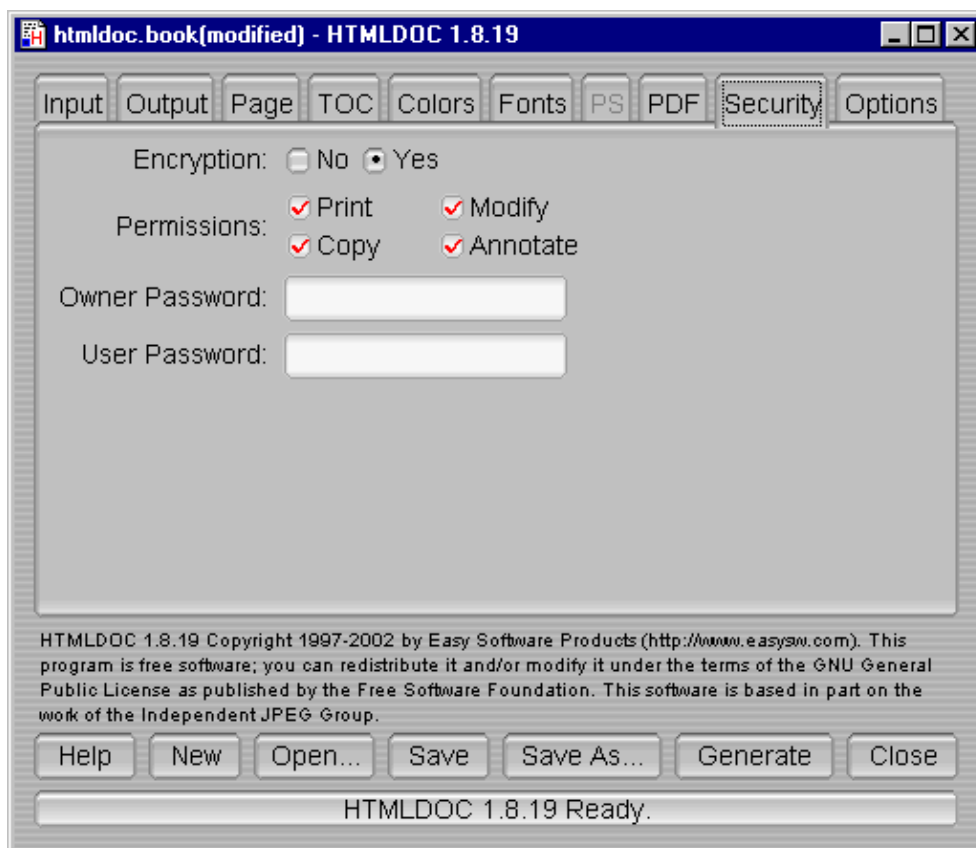 htmldoc.book(modified) - HTMLDOC 1.8.19
Input Output Page TOC Colors Fonts PS PDF Security Options
Encryption: No Yes
Permissions: Print Modify
Copy Annotate
Owner Password:
User Password:
HTMLDOC 1.8.19 Copyright 1997-2002 by Easy Software Products (http://www.easysw.com). This
program is free software; you can redistribute it and/or modify it under the terms of the GNU General
Public License as published by the Free Software Foundation. This software is based in part on the
work of the Independent JPEG Group.
Help New Open... Save Save As... Generate Close
HTMLDOC 1.8.19 Ready.